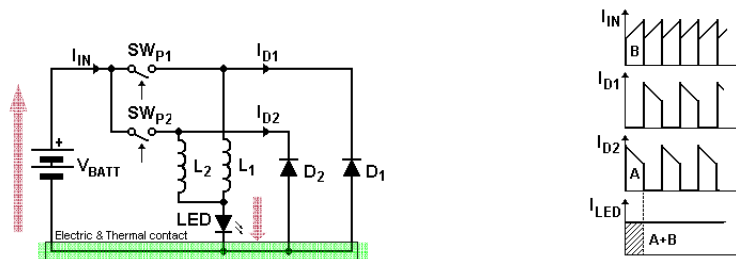 I_IN
SW_P1
I_D1
SW_P2
I_D2
+
V_BATT
L_2
L_1
D_2
D_1
LED
Electric & Thermal contact
I_IN
B
I_D1
I_D2
A
I_LED
A+B